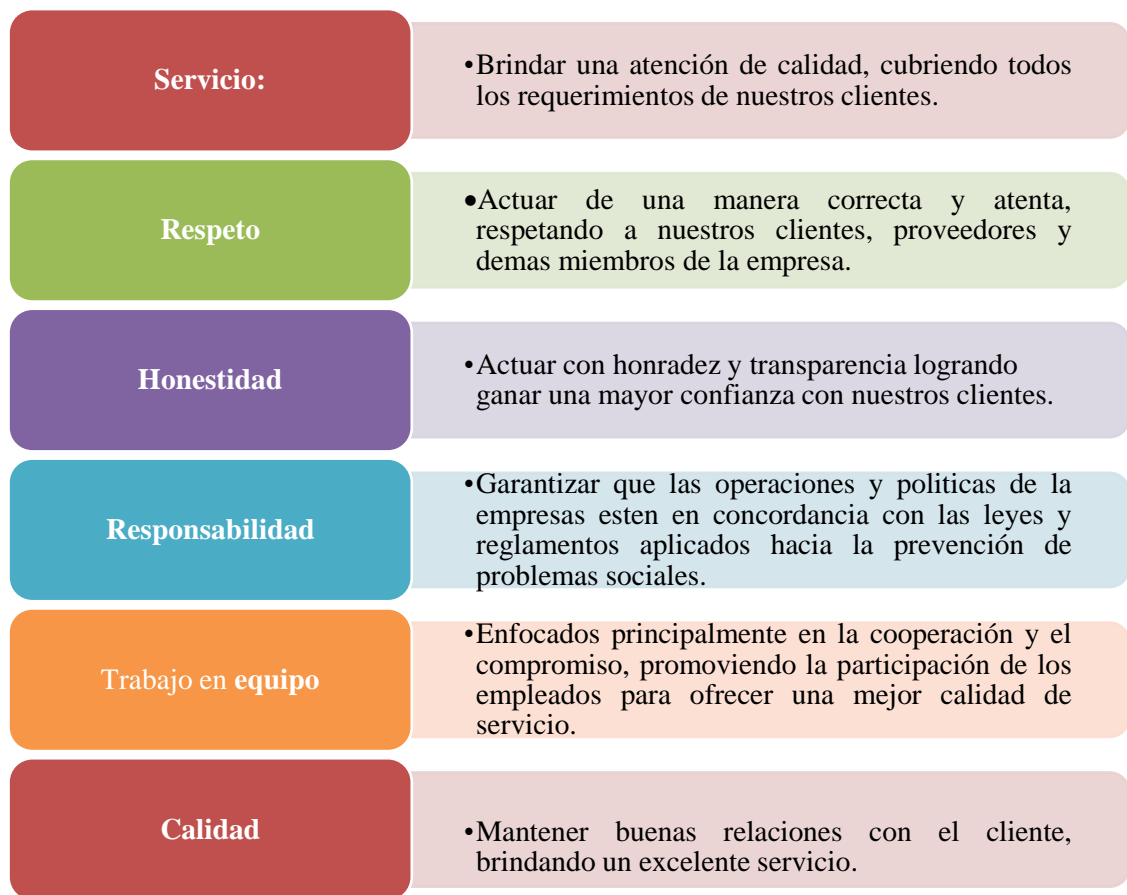 Servicio:
•Brindar una atención de calidad, cubriendo todos
los requerimientos de nuestros clientes.
Respeto
•Actuar de una manera correcta y atenta,
respetando a nuestros clientes, proveedores y
demas miembros de la empresa.
Honestidad
•Actuar con honradez y transparencia logrando
ganar una mayor confianza con nuestros clientes.
Responsabilidad
•Garantizar que las operaciones y politicas de la
empresas esten en concordancia con las leyes y
reglamentos aplicados hacia la prevención de
problemas sociales.
Trabajo en equipo
•Enfocados principalmente en la cooperación y el
compromiso, promoviendo la participación de los
empleados para ofrecer una mejor calidad de
servicio.
Calidad
•Mantener buenas relaciones con el cliente,
brindando un excelente servicio.